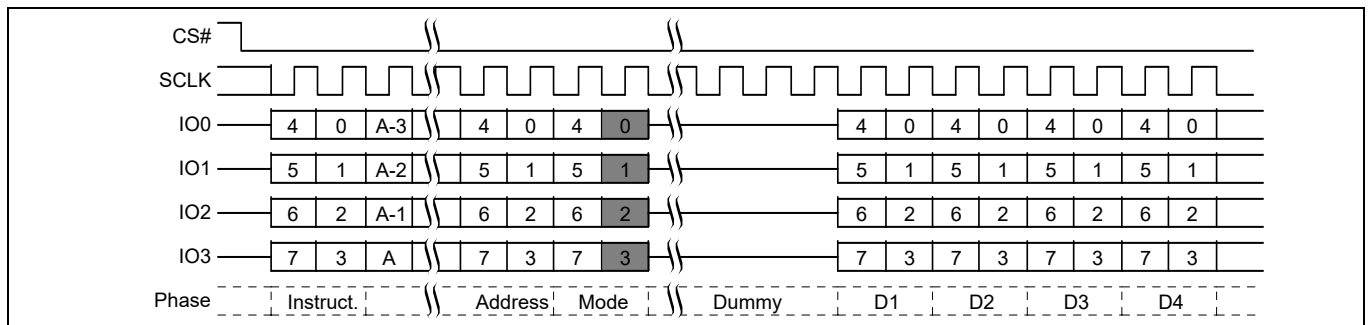 CS#
SCLK
IO0 4 0 A-3 4 0 4 0 4 0 4 0 4 0 4 0
IO1 5 1 A-2 5 1 5 1 5 1 5 1 5 1 5 1
IO2 6 2 A-1 6 2 6 2 6 2 6 2 6 2 6 2
IO3 7 3 A 7 3 7 3 7 3 7 3 7 3 7 3
Phase Instruct. Address Mode Dummy D1 D2 D3 D4